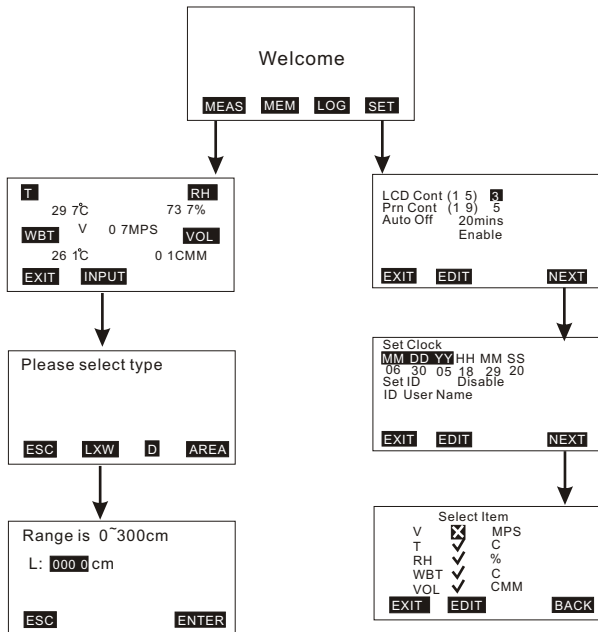 Welcome
MEAS MEM LOG SET
T RH
29 7°C 73 7%
WBT V 0 7MPS VOL
26 1°C 0 1CMM
EXIT INPUT
Please select type
ESC LXW D AREA
Range is 0~300cm
L: 000 0 cm
ESC ENTER
LCD Cont (1 5) 3
Prn Cont (1 9) 5
Auto Off 20mins
Enable
EXIT EDIT NEXT
Set Clock
MM DD YY HH MM SS
06 30 05 18 29 20
Set ID Disable
ID User Name
EXIT EDIT NEXT
Select Item
V MPS
T C
RH %
WBT C
VOL CMM
EXIT EDIT BACK